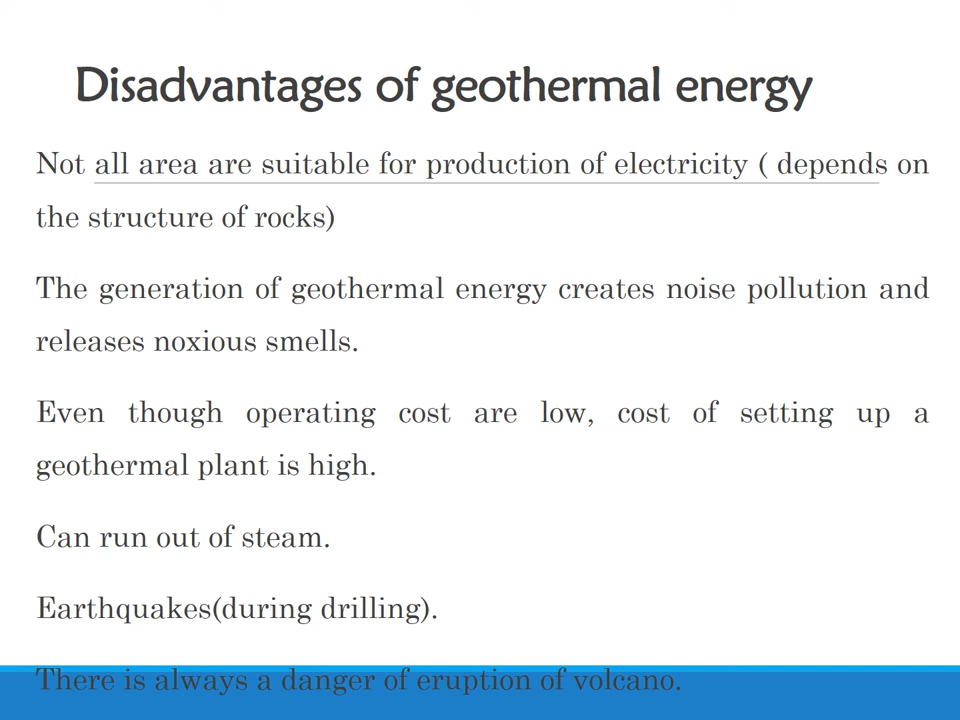 Disadvantages of geothermal energy
Not all area are suitable for production of electricity ( depends on
the structure of rocks)
The generation of geothermal energy creates noise pollution and
releases noxious smells.
Even though operating cost are low, cost of setting up a
geothermal plant is high.
Can run out of steam.
Earthquakes(during drilling).
There is always a danger of eruption of volcano.